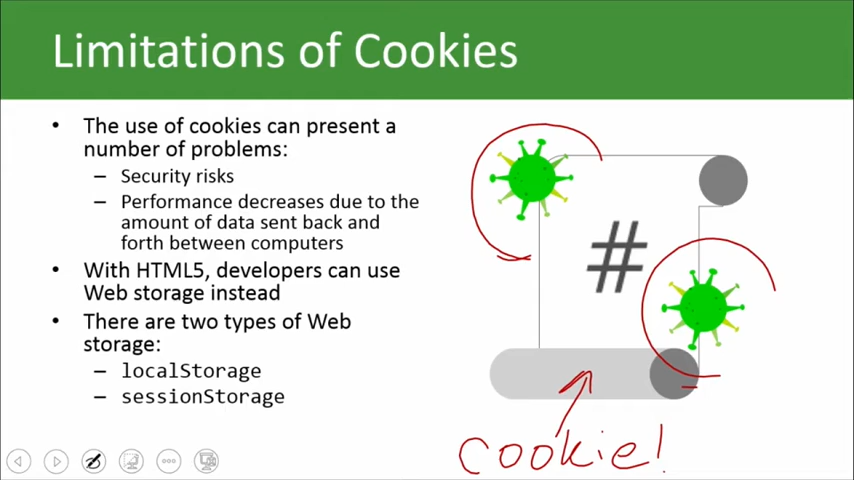 Limitations of Cookies
• The use of cookies can present a
number of problems:
– Security risks
– Performance decreases due to the
amount of data sent back and
forth between computers
• With HTML5, developers can use
Web storage instead
• There are two types of Web
storage:
– localStorage
– sessionStorage
#
cookie!